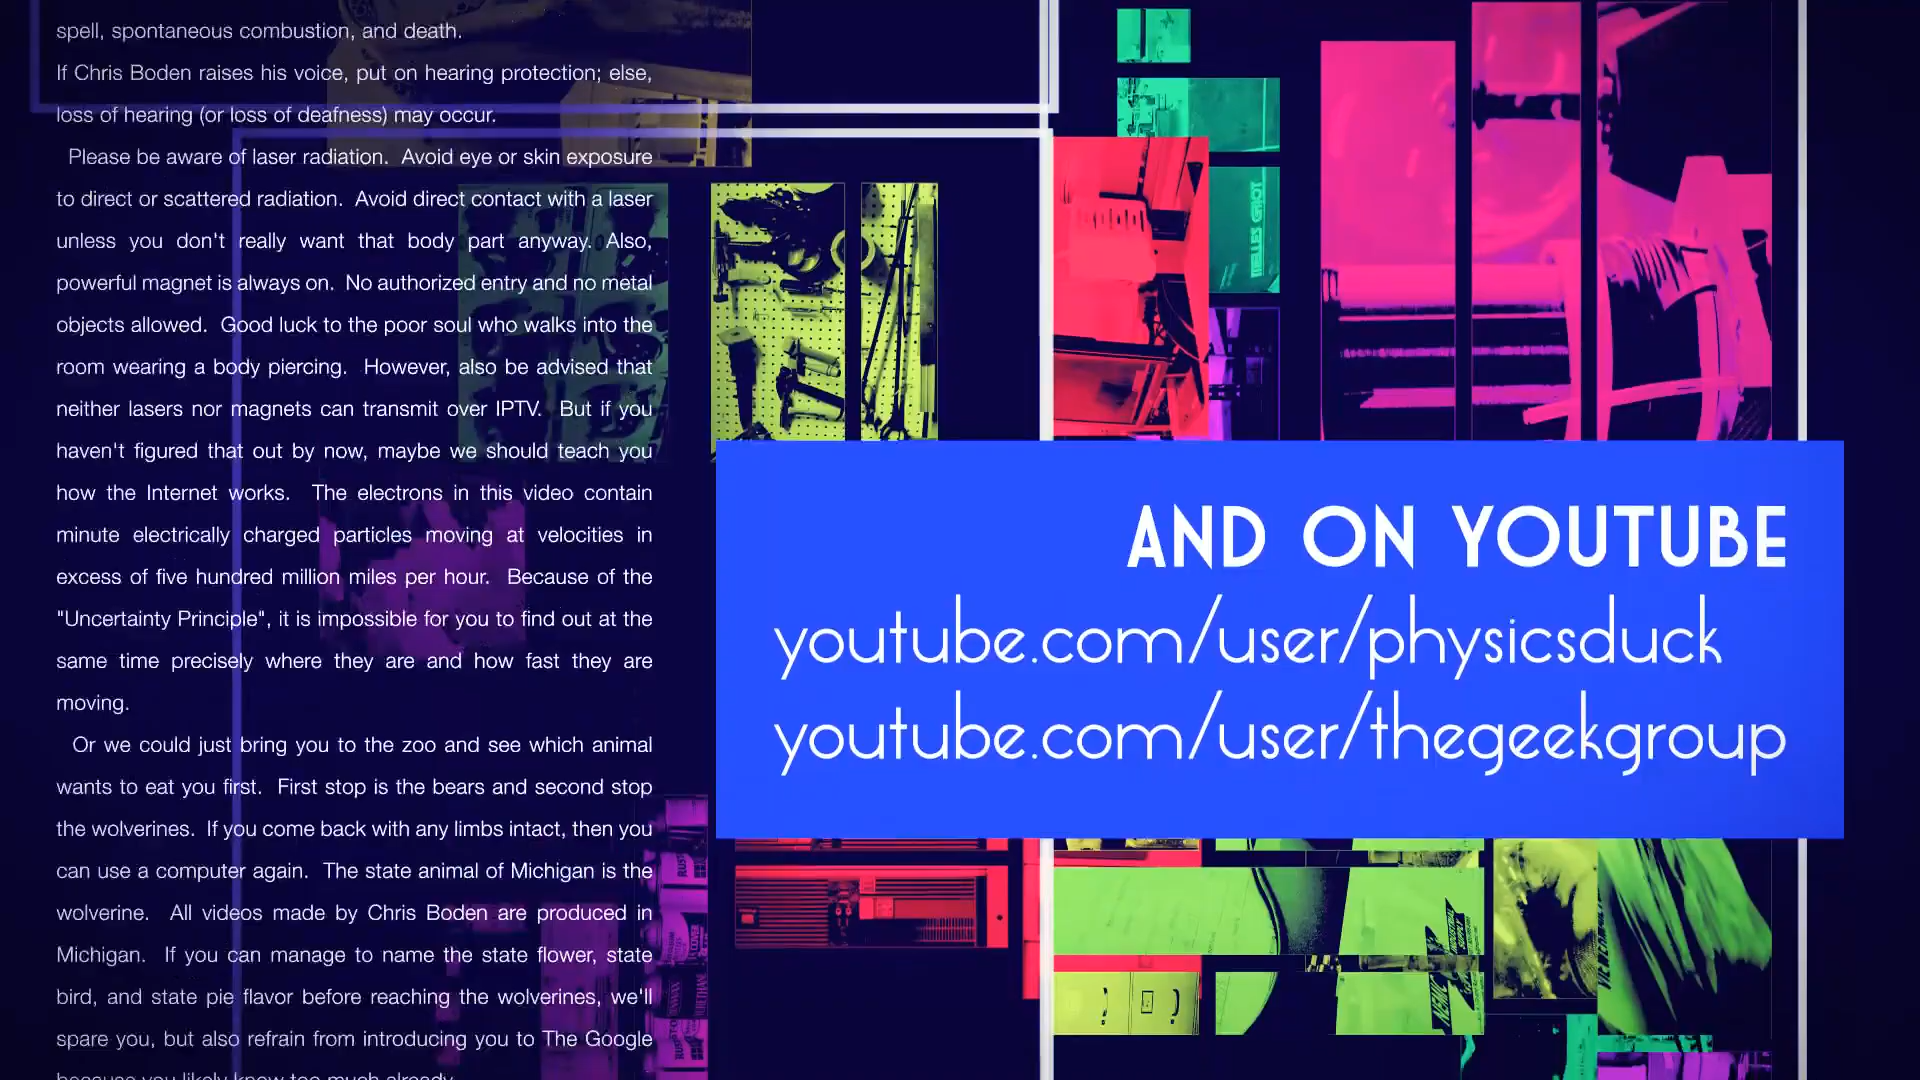 spell, spontaneous combustion, and death.
If Chris Boden raises his voice, put on hearing protection; else,
loss of hearing (or loss of deafness) may occur.
Please be aware of laser radiation. Avoid eye or skin exposure
to direct or scattered radiation. Avoid direct contact with a laser
unless you don't really want that body part anyway. Also,
powerful magnet is always on. No authorized entry and no metal
objects allowed. Good luck to the poor soul who walks into the
room wearing a body piercing. However, also be advised that
neither lasers nor magnets can transmit over IPTV. But if you
haven't figured that out by now, maybe we should teach you
how the Internet works. The electrons in this video contain
minute electrically charged particles moving at velocities in
excess of five hundred million miles per hour. Because of the
"Uncertainty Principle", it is impossible for you to find out at the
same time precisely where they are and how fast they are
moving.
Or we could just bring you to the zoo and see which animal
wants to eat you first. First stop is the bears and second stop
the wolverines. If you come back with any limbs intact, then you
can use a computer again. The state animal of Michigan is the
wolverine. All videos made by Chris Boden are produced in
Michigan. If you can manage to name the state flower, state
bird, and state pie flavor before reaching the wolverines, we'll
spare you, but also refrain from introducing you to The Google
because you likely know too much already.
MELLES GRIOT
AND ON YOUTUBE
youtube.com/user/physicsduck
youtube.com/user/thegeekgroup